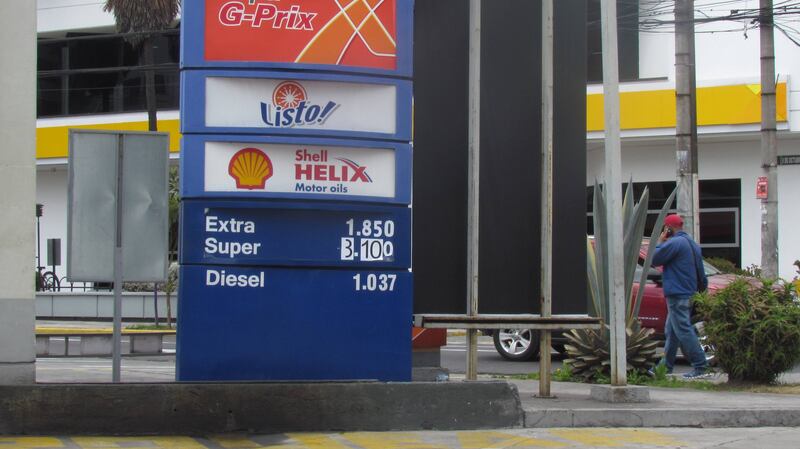 G-Prix
Listo!
Shell
HELIX
Motor oils
Extra 1.850
Super 3.100
Diesel 1.037